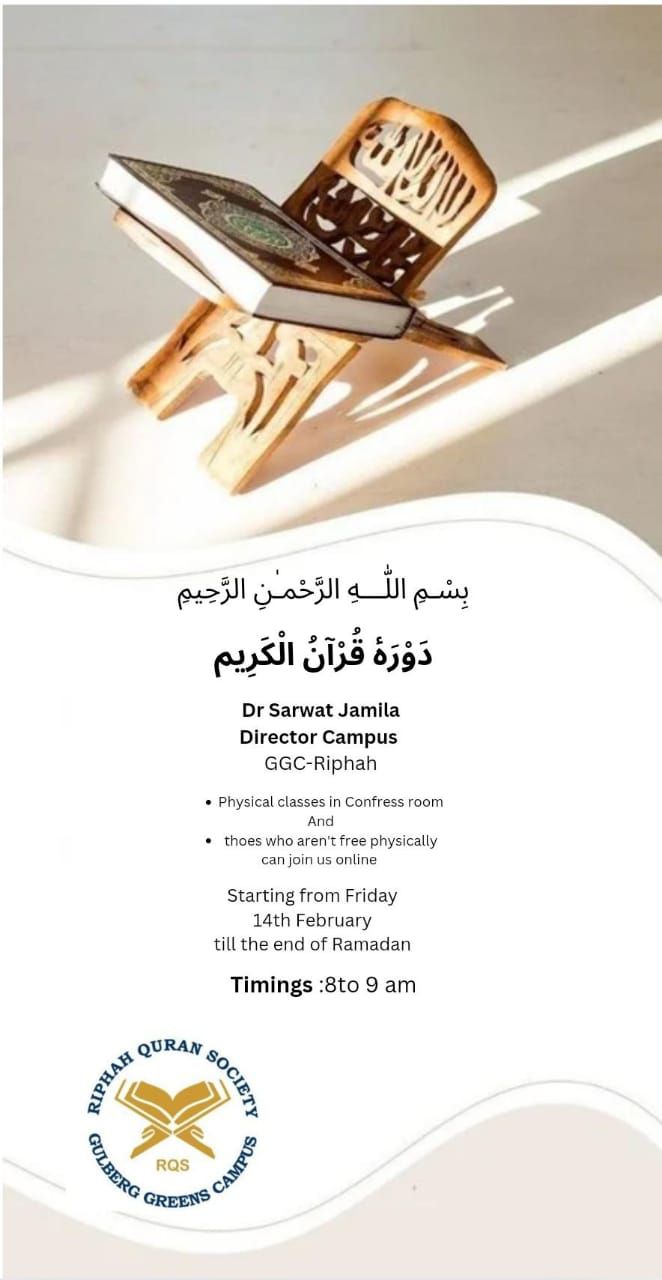 بِسْمِ اللَّـــهِ الرَّحْمَـٰنِ الرَّحِيمِ
دَوْرَۂ قُرْآنُ الْكَرِيم
Dr Sarwat Jamila
Director Campus
GGC-Riphah
• Physical classes in Confress room
And
• thoes who aren't free physically
can join us online
Starting from Friday
14th February
till the end of Ramadan
Timings :8to 9 am
RIPHAH QURAN SOCIETY
RQS
GULBERG GREENS CAMPUS